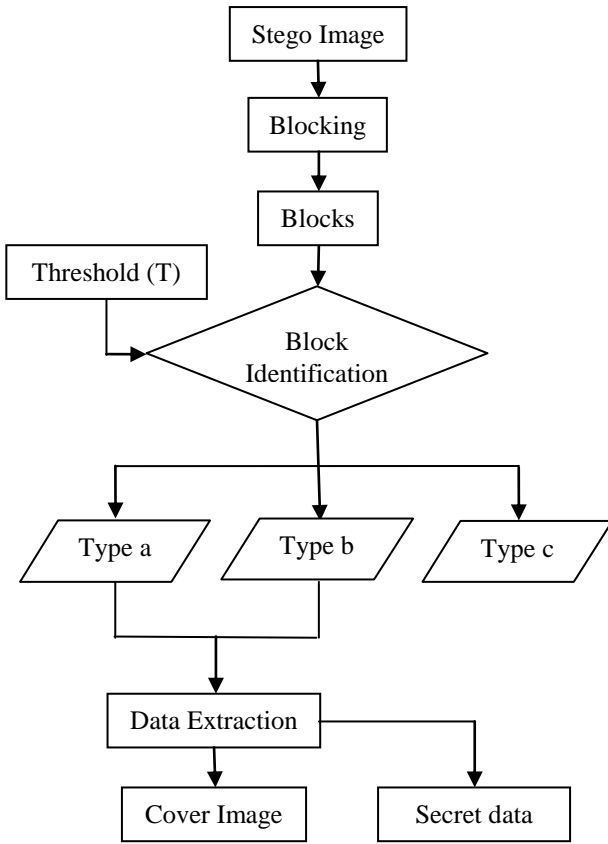 Stego Image
Blocking
Blocks
Threshold (T)
Block
Identification
Type a
Type b
Type c
Data Extraction
Cover Image
Secret data